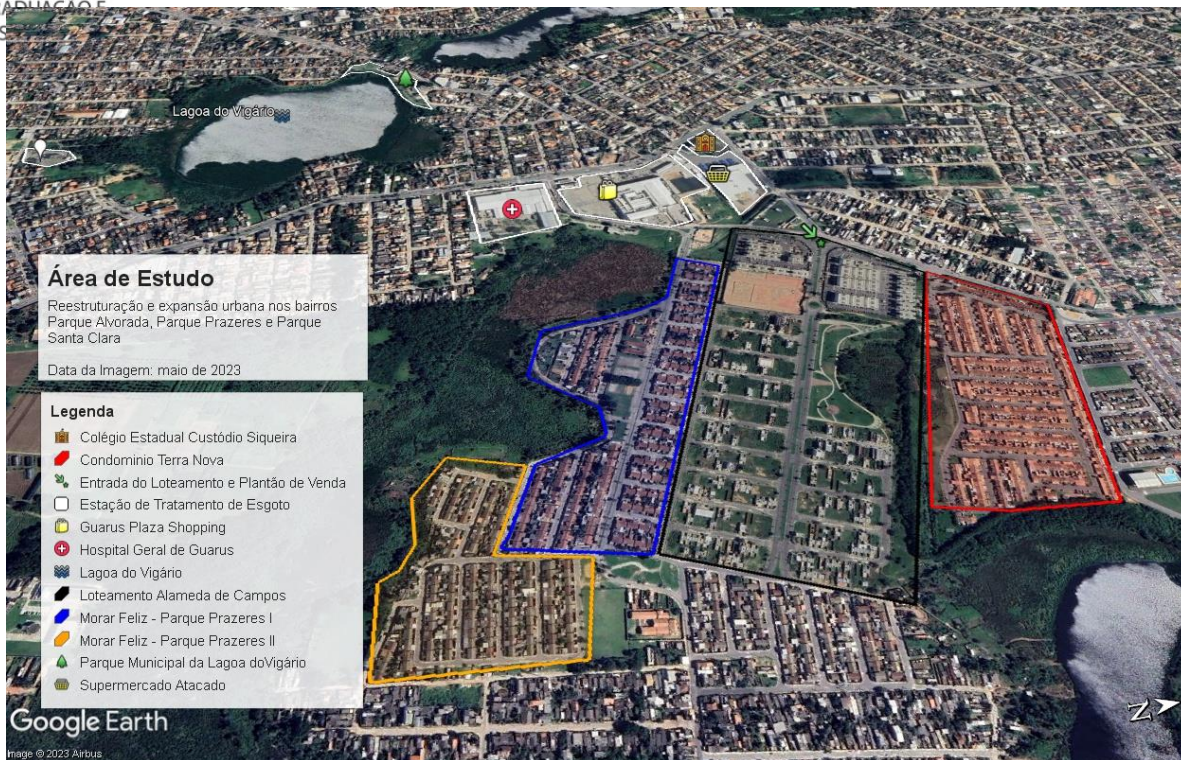 Lagoa do Vigário
Área de Estudo
Reestruturação e expansão urbana nos bairros
Parque Alvorada, Parque Prazeres e Parque
Santa Clara
Data da Imagem: maio de 2023
Legenda
Colégio Estadual Custódio Siqueira
Condominio Terra Nova
Entrada do Loteamento e Plantão de Venda
Estação de Tratamento de Esgoto
Guarus Plaza Shopping
Hospital Geral de Guarus
Lagoa do Vigário
Loteamento Alameda de Campos
Morar Feliz - Parque Prazeres I
Morar Feliz - Parque Prazeres II
Parque Municipal da Lagoa doVigário
Supermercado Atacado
Google Earth
Image © 2023 Airbus
N